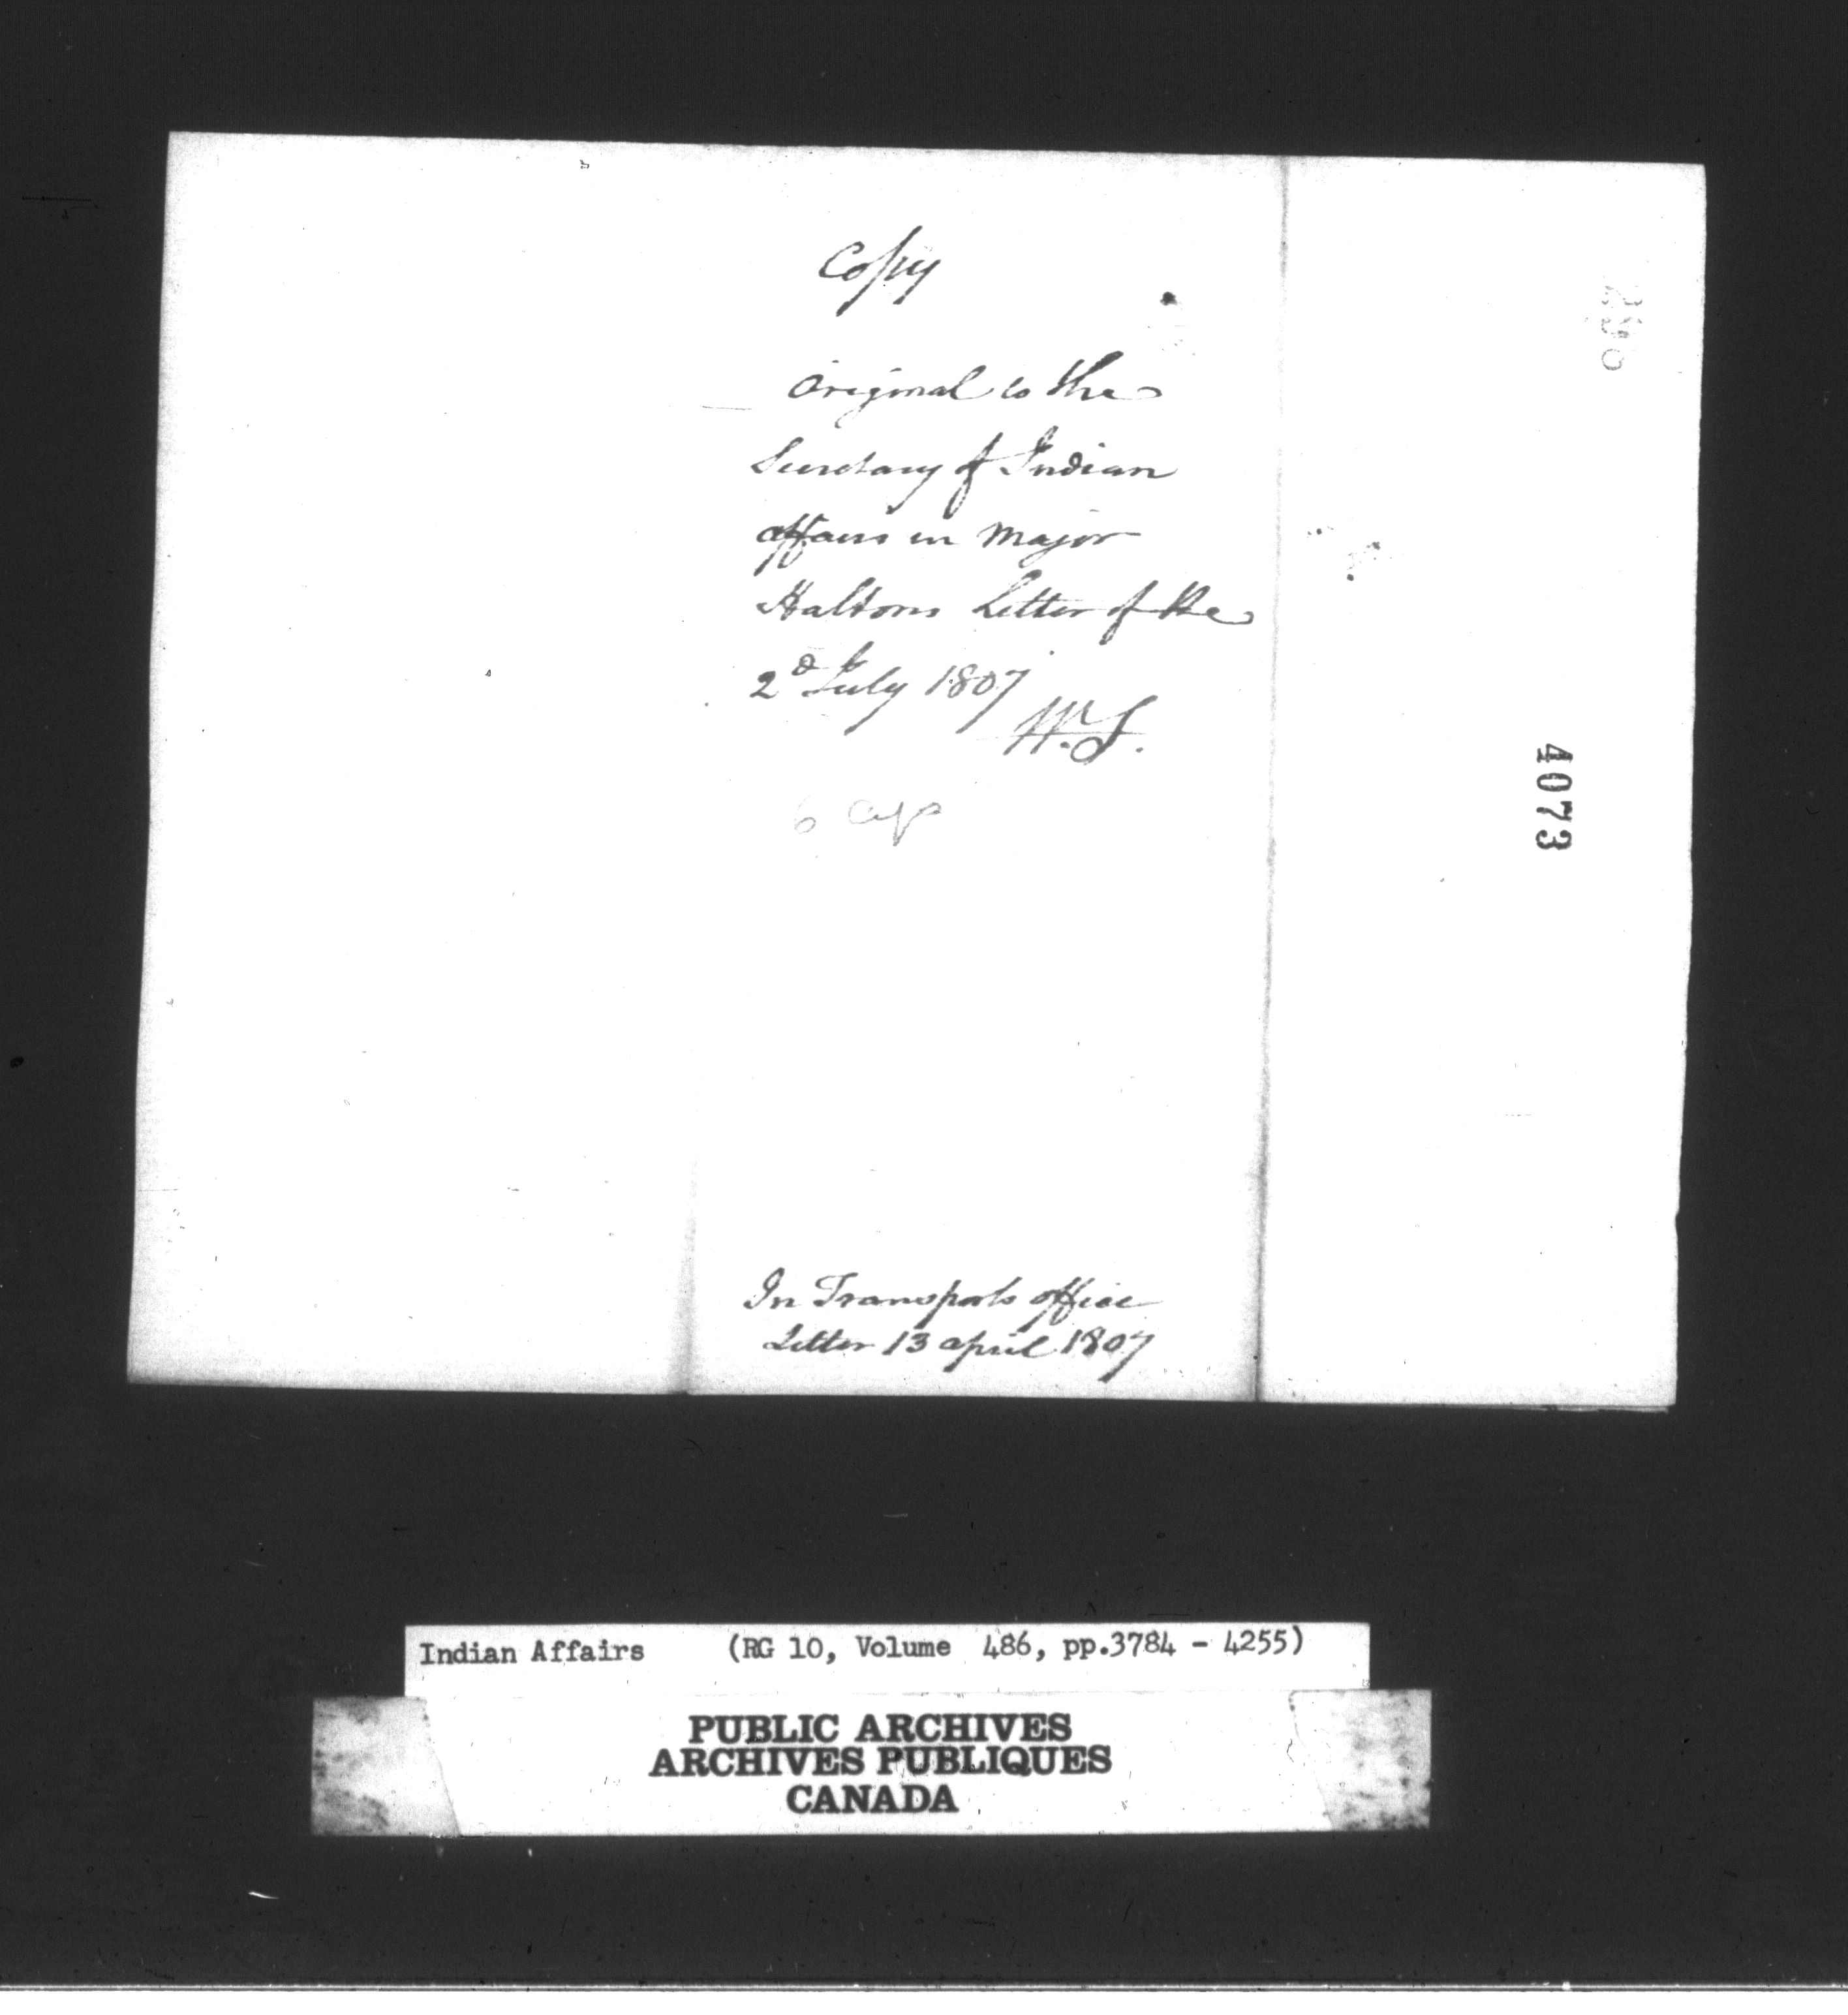 Copy
Original to the
Secretary of Indian
affairs in Major
Haltons Letter of the
2d July 1807
W.S.
4073
In Transports office
Letter 13 april 1807
Indian Affairs (RG 10, Volume 486, pp.3784 - 4255)
PUBLIC ARCHIVES
ARCHIVES PUBLIQUES
CANADA